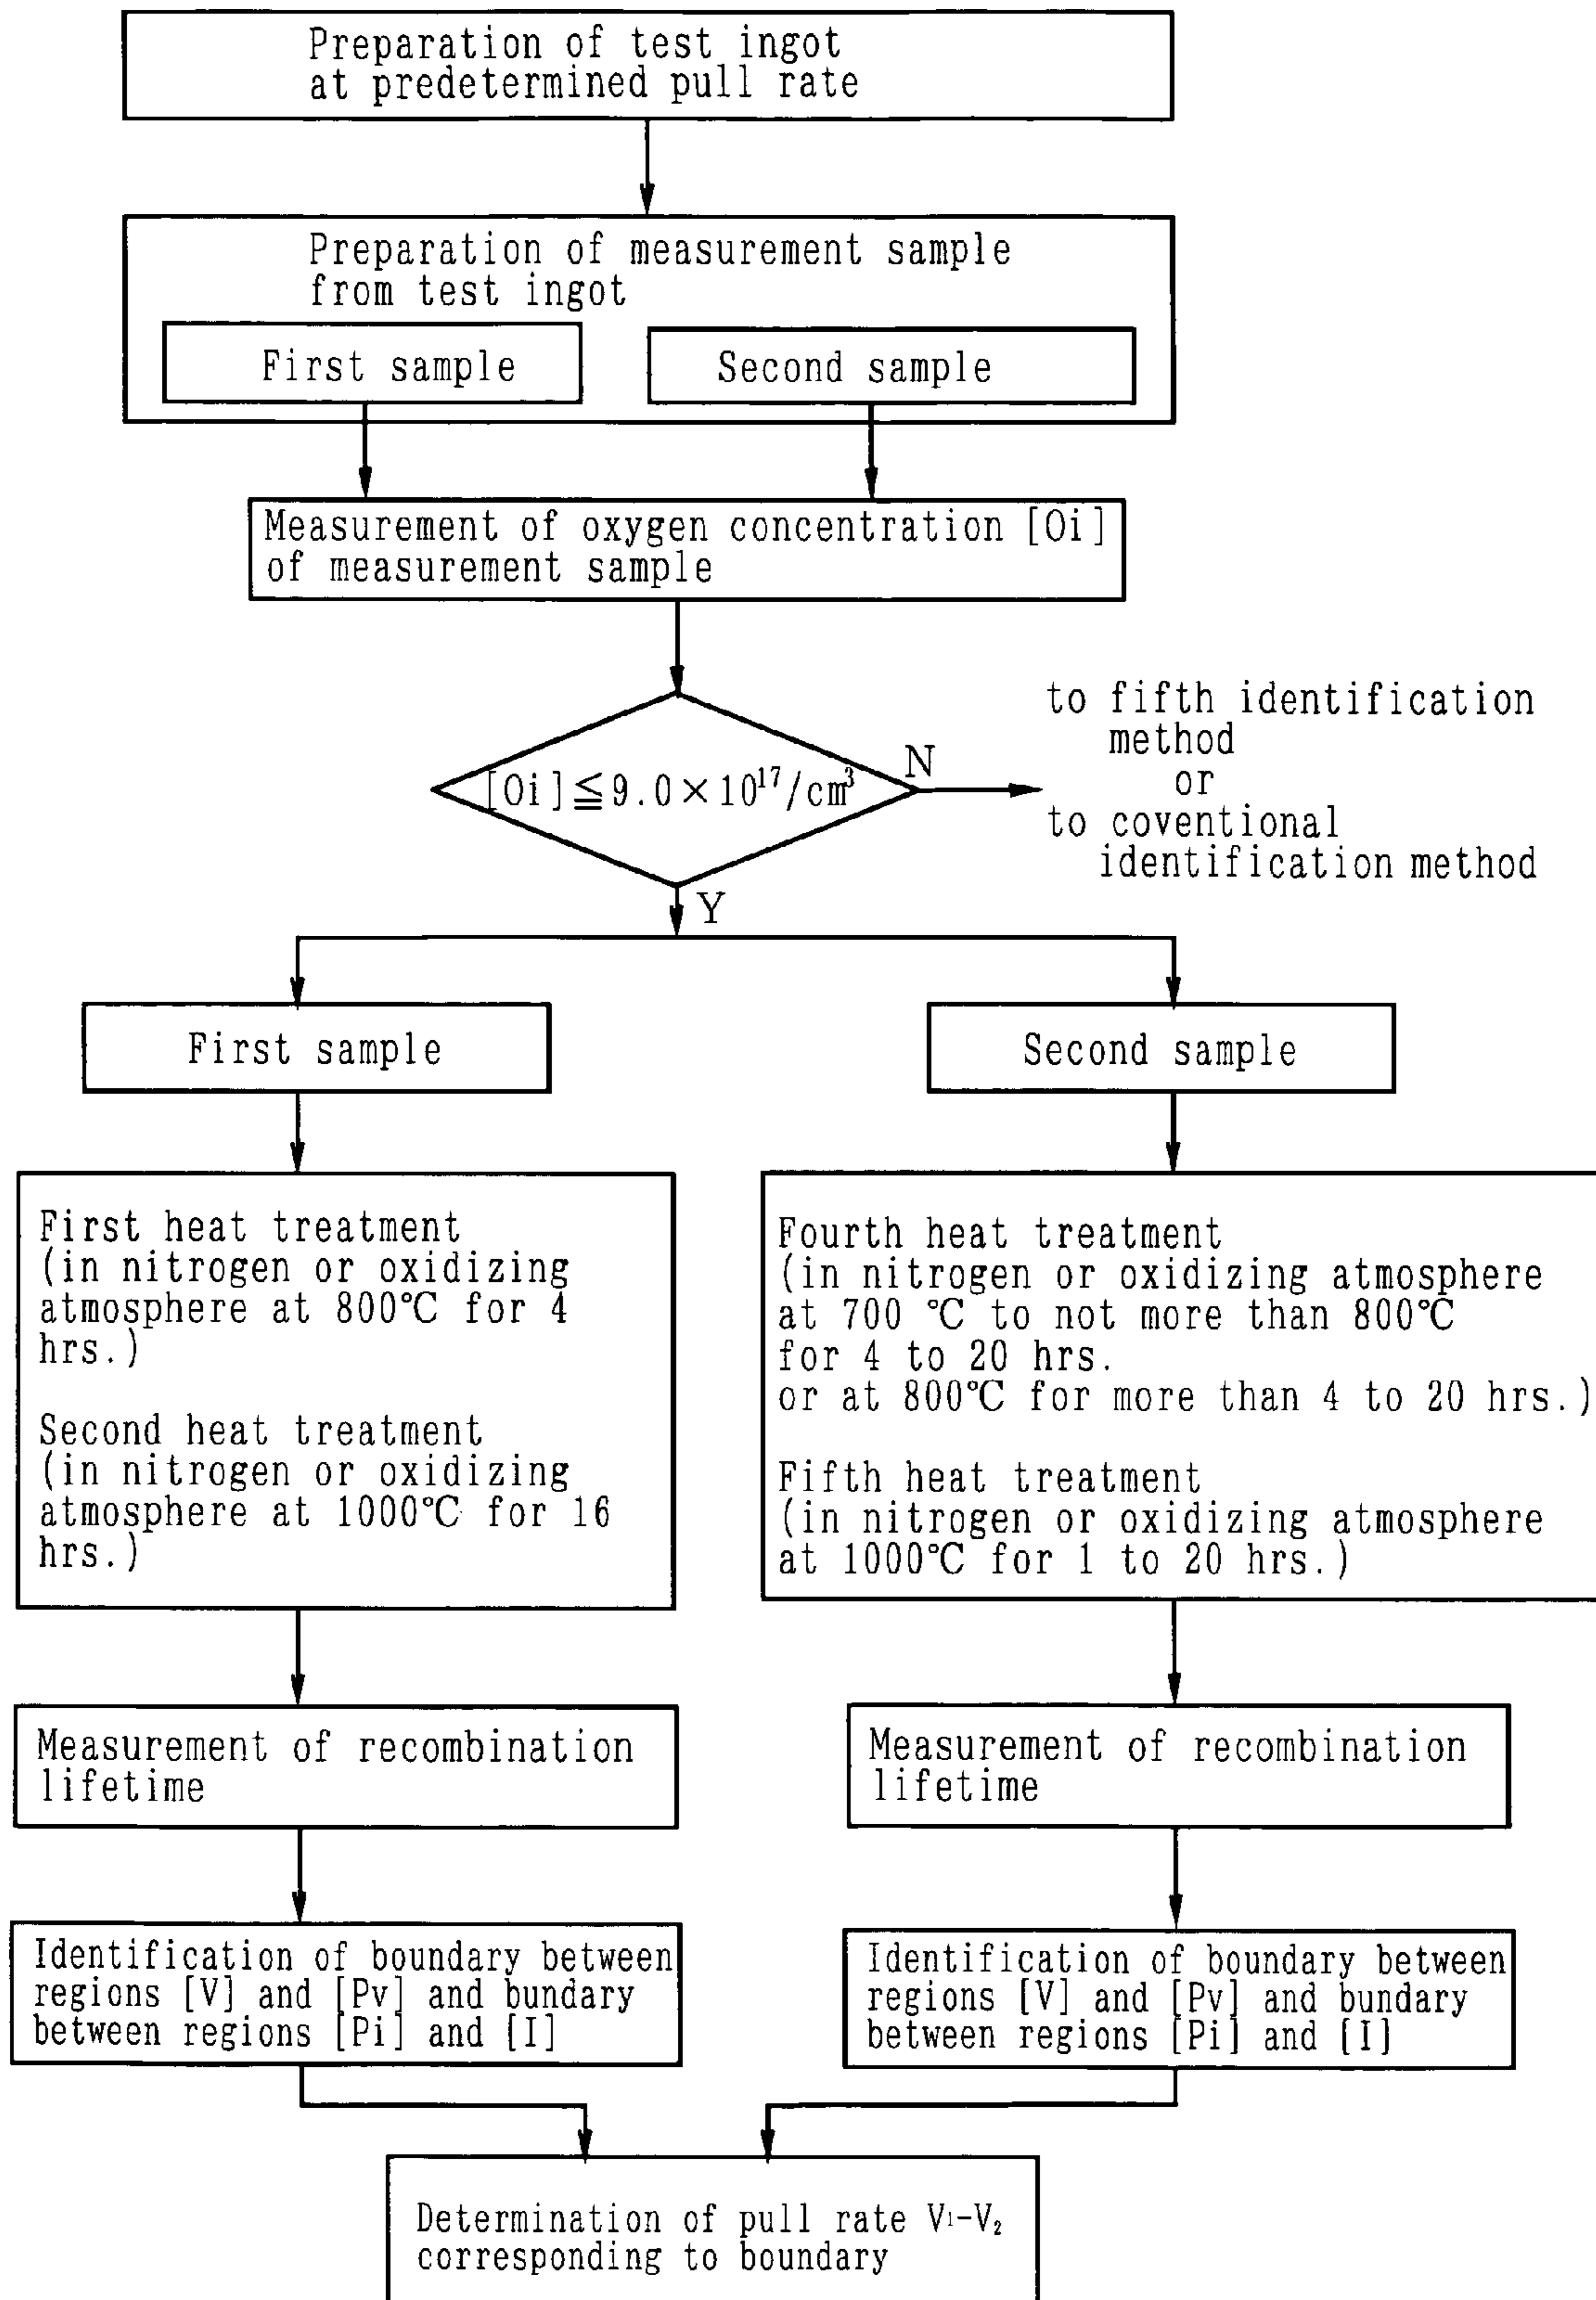 Preparation of test ingot
at predetermined pull rate
Preparation of measurement sample
from test ingot
First sample
Second sample
Measurement of oxygen concentration [Oi]
of measurement sample
[Oi]≦9.0×10¹⁷/cm³
N
to fifth identification
method
or
to coventional
identification method
Y
First sample
Second sample
First heat treatment
(in nitrogen or oxidizing
atmosphere at 800℃ for 4
hrs.)
Second heat treatment
(in nitrogen or oxidizing
atmosphere at 1000℃ for 16
hrs.)
Fourth heat treatment
(in nitrogen or oxidizing atmosphere
at 700 ℃ to not more than 800℃
for 4 to 20 hrs.
or at 800℃ for more than 4 to 20 hrs.)
Fifth heat treatment
(in nitrogen or oxidizing atmosphere
at 1000℃ for 1 to 20 hrs.)
Measurement of recombination
lifetime
Measurement of recombination
lifetime
Identification of boundary between
regions [V] and [Pv] and bundary
between regions [Pi] and [I]
Identification of boundary between
regions [V] and [Pv] and bundary
between regions [Pi] and [I]
Determination of pull rate V₁-V₂
corresponding to boundary